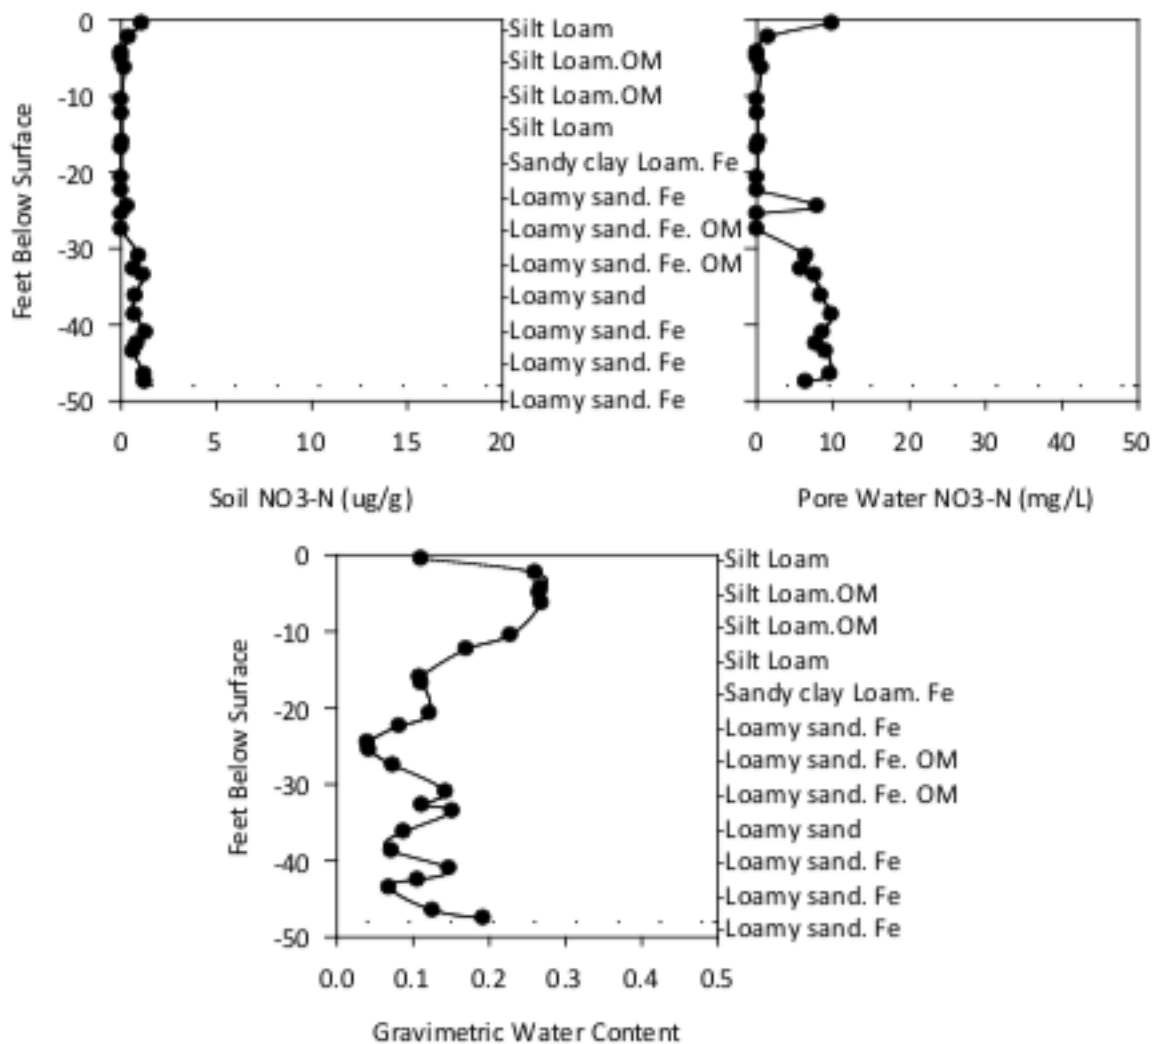 0
-10
-20
-30
-40
-50
Feet Below Surface
0 5 10 15 20
Soil NO3-N (ug/g)
Silt Loam
Silt Loam.OM
Silt Loam.OM
Silt Loam
Sandy clay Loam. Fe
Loamy sand. Fe
Loamy sand. Fe. OM
Loamy sand. Fe. OM
Loamy sand
Loamy sand. Fe
Loamy sand. Fe
Loamy sand. Fe
0 10 20 30 40 50
Pore Water NO3-N (mg/L)
0
-10
-20
-30
-40
-50
Feet Below Surface
0.0 0.1 0.2 0.3 0.4 0.5
Gravimetric Water Content
Silt Loam
Silt Loam.OM
Silt Loam.OM
Silt Loam
Sandy clay Loam. Fe
Loamy sand. Fe
Loamy sand. Fe. OM
Loamy sand. Fe. OM
Loamy sand
Loamy sand. Fe
Loamy sand. Fe
Loamy sand. Fe